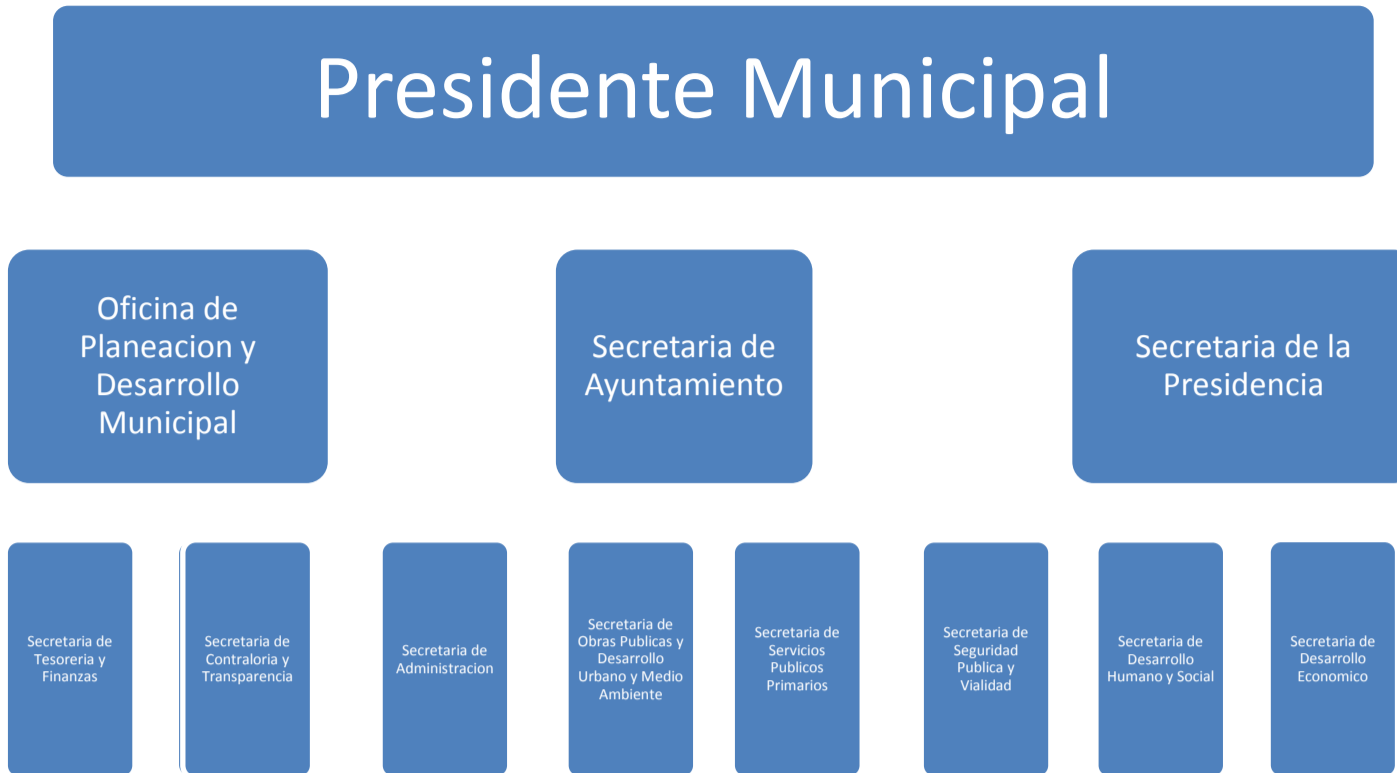 Presidente Municipal
Oficina de
Planeacion y
Desarrollo
Municipal
Secretaria de
Ayuntamiento
Secretaria de la
Presidencia
Secretaria de
Tesoreria y
Finanzas
Secretaria de
Contraloria y
Transparencia
Secretaria de
Administracion
Secretaria de
Obras Publicas y
Desarrollo
Urbano y Medio
Ambiente
Secretaria de
Servicios
Publicos
Primarios
Secretaria de
Seguridad
Publica y
Vialidad
Secretaria de
Desarrollo
Humano y Social
Secretaria de
Desarrollo
Economico